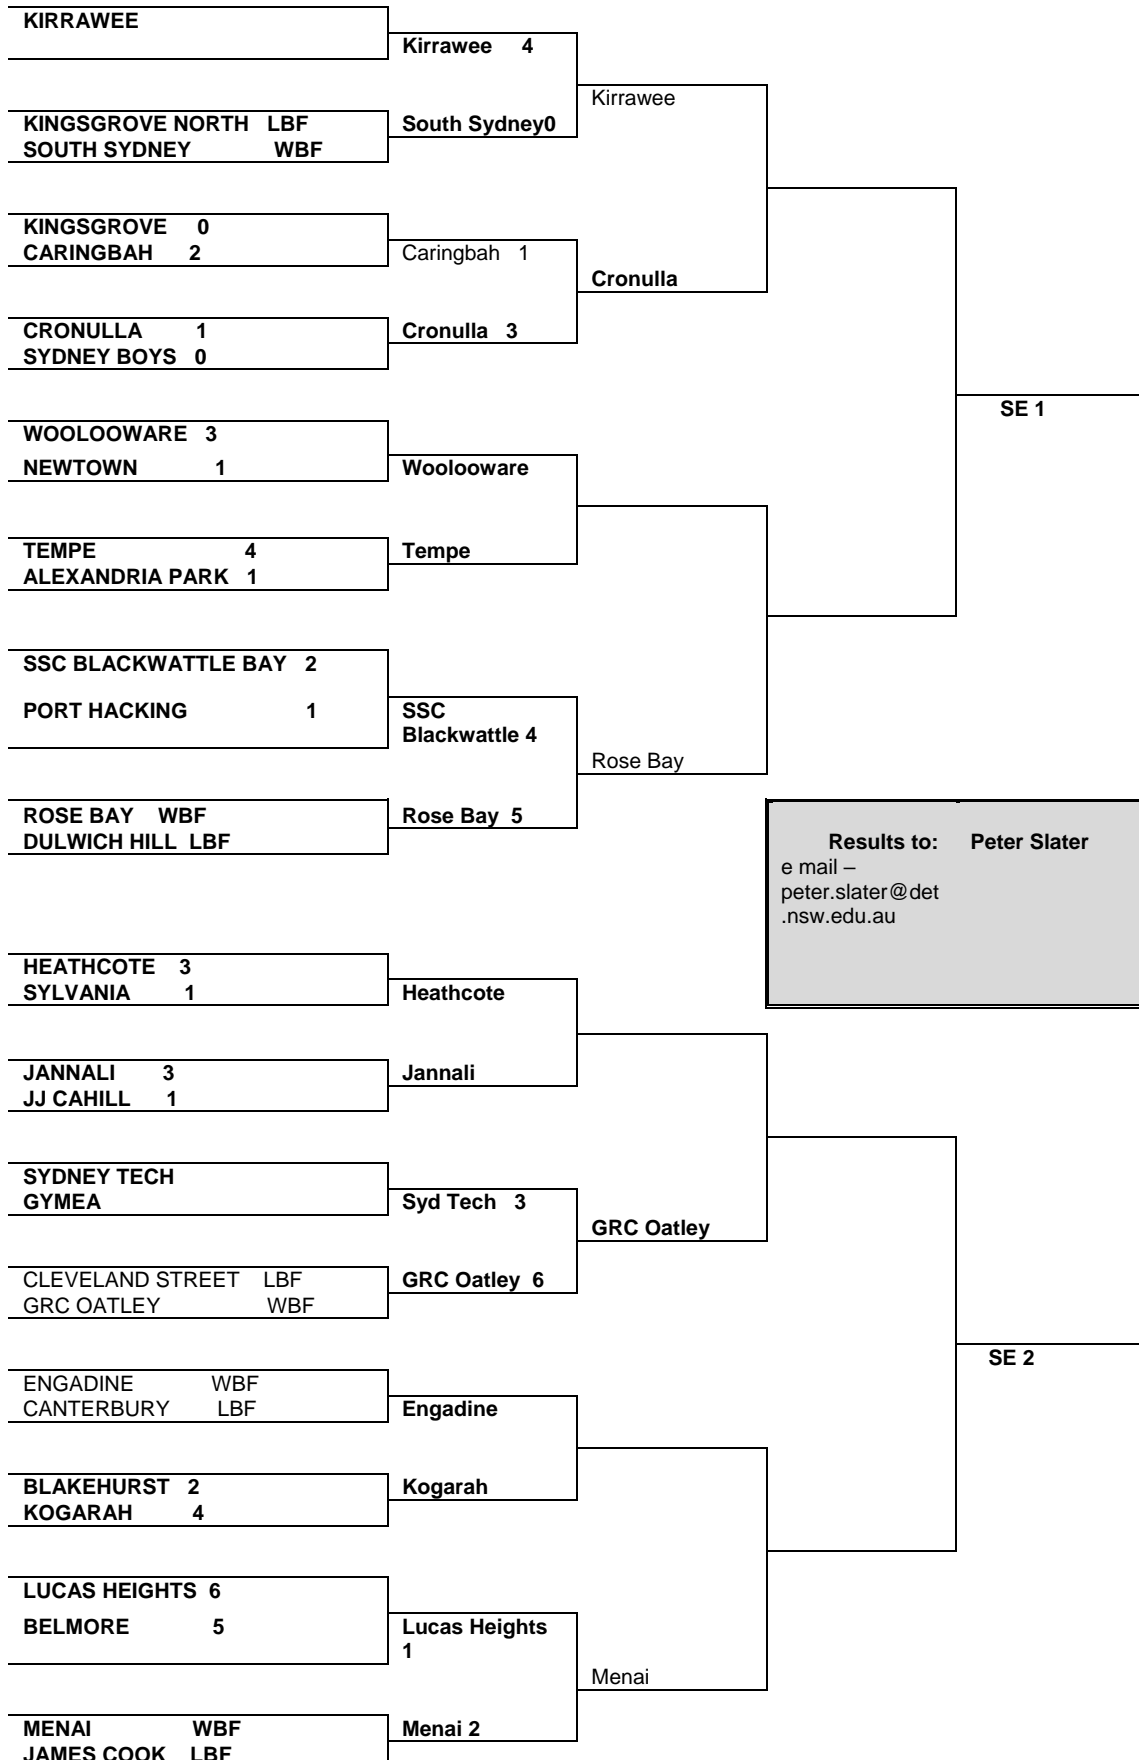 KIRRAWEE
Kirrawee 4
Kirrawee
KINGSGROVE NORTH LBF
SOUTH SYDNEY WBF
South Sydney0
KINGSGROVE 0
CARINGBAH 2
Caringbah 1
Cronulla
CRONULLA 1
SYDNEY BOYS 0
Cronulla 3
SE 1
WOOLOOWARE 3
NEWTOWN 1
Woolooware
TEMPE 4
ALEXANDRIA PARK 1
Tempe
SSC BLACKWATTLE BAY 2
PORT HACKING 1
SSC
Blackwattle 4
Rose Bay
ROSE BAY WBF
DULWICH HILL LBF
Rose Bay 5
Results to: Peter Slater
e mail –
peter.slater@det
.nsw.edu.au
HEATHCOTE 3
SYLVANIA 1
Heathcote
JANNALI 3
JJ CAHILL 1
Jannali
SYDNEY TECH
GYMEA
Syd Tech 3
GRC Oatley
CLEVELAND STREET LBF
GRC OATLEY WBF
GRC Oatley 6
SE 2
ENGADINE WBF
CANTERBURY LBF
Engadine
BLAKEHURST 2
KOGARAH 4
Kogarah
LUCAS HEIGHTS 6
BELMORE 5
Lucas Heights
1
Menai
MENAI WBF
JAMES COOK LBF
Menai 2